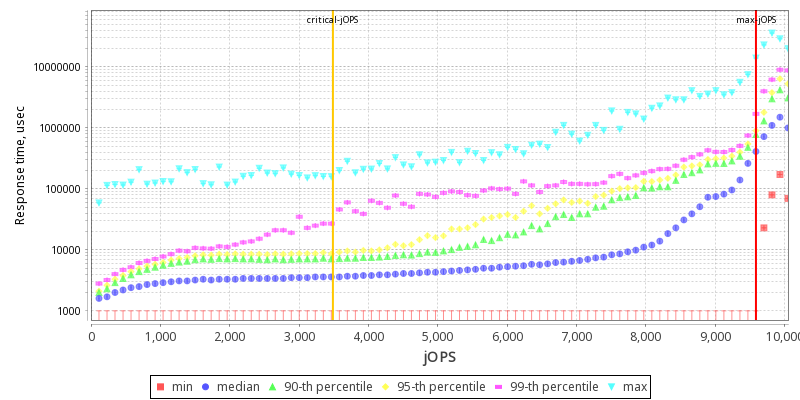 critical-jOPS
max-jOPS
Response time, usec
10000000
1000000
100000
10000
1000
0
1,000
2,000
3,000
4,000
5,000
6,000
7,000
8,000
9,000
jOPS
min
median
90-th percentile
95-th percentile
99-th percentile
max